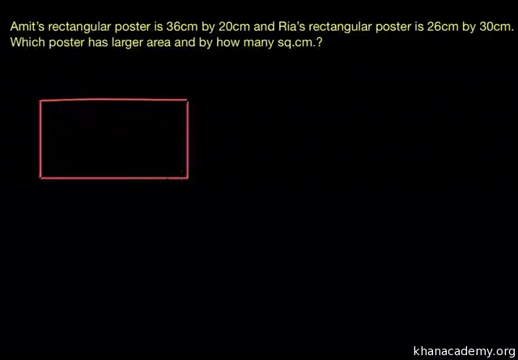 Amit's rectangular poster is 36cm by 20cm and Ria's rectangular poster is 26cm by 30cm.
Which poster has larger area and by how many sq.cm.?
khanacademy.org